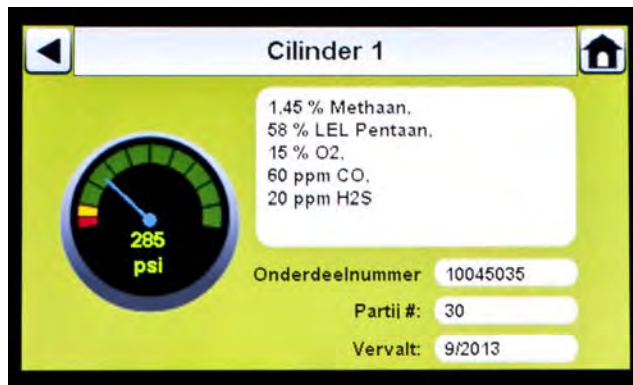 Cilinder 1
1,45 % Methaan,
58 % LEL Pentaan,
15 % O2,
60 ppm CO,
20 ppm H2S
285
psi
Onderdeelnummer 10045035
Partij #: 30
Vervalt: 9/2013